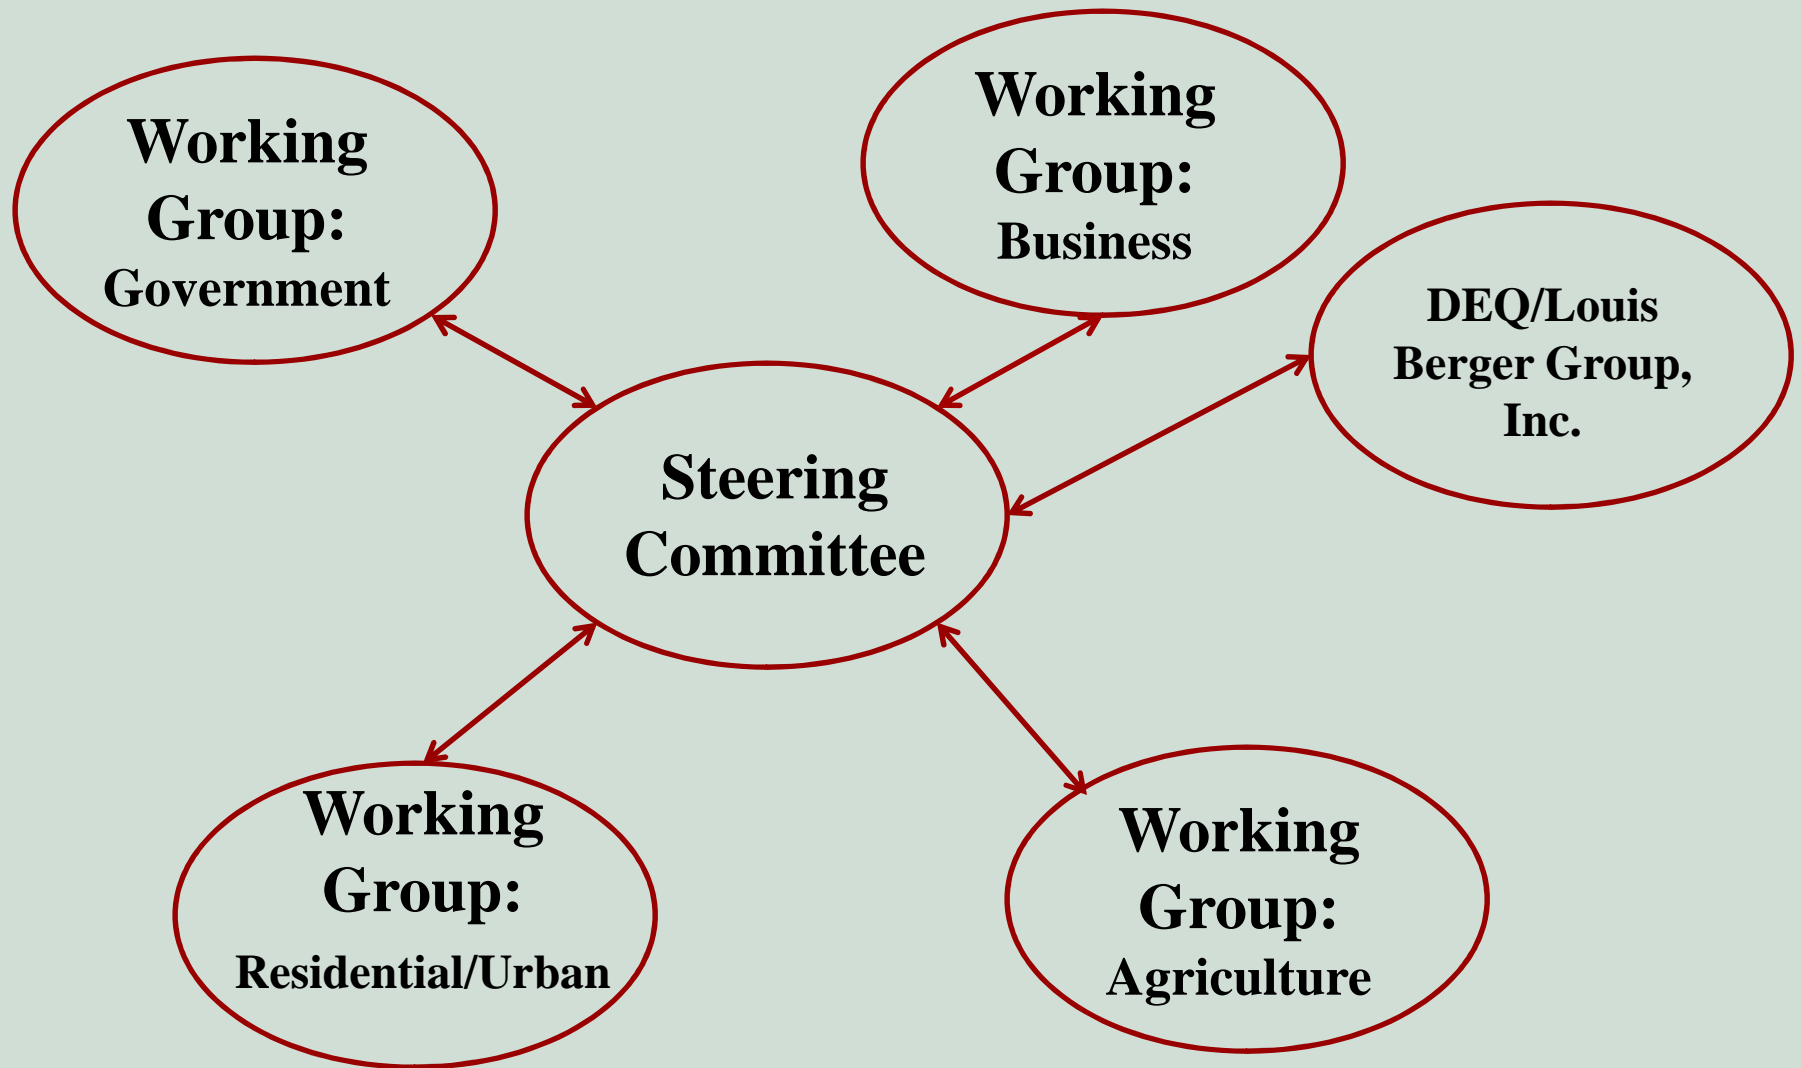 Working
Group:
Government
Working
Group:
Business
DEQ/Louis
Berger Group,
Inc.
Steering
Committee
Working
Group:
Residential/Urban
Working
Group:
Agriculture